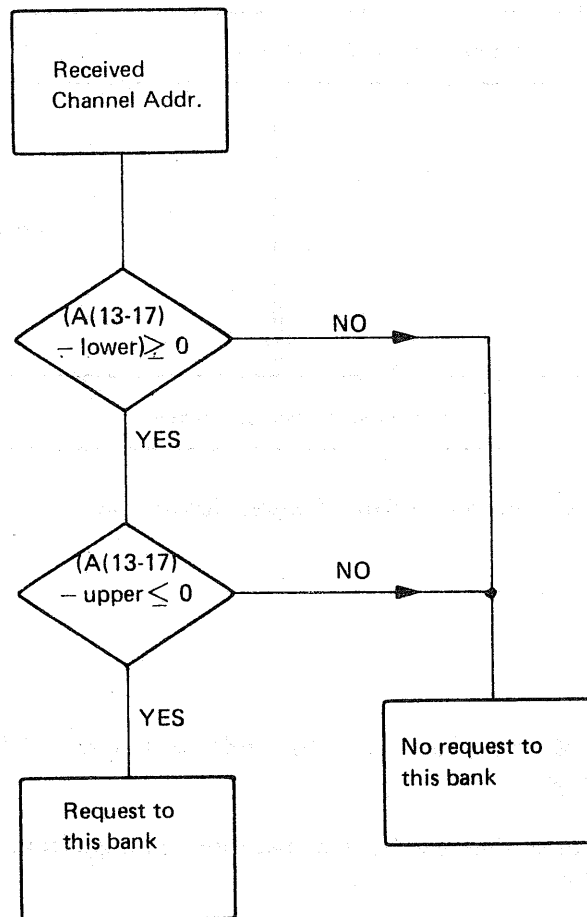 Received
Channel Addr.
(A(13-17)
– lower) ≥ 0
NO
YES
(A(13-17)
– upper ≤ 0
NO
YES
No request to
this bank
Request to
this bank